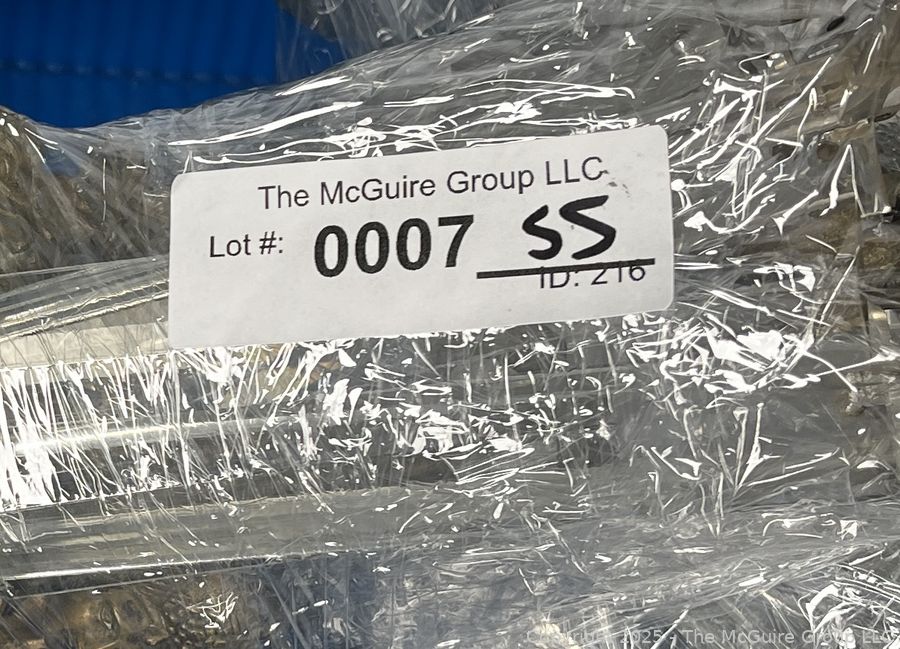 The McGuire Group LLC
Lot #: 0007 SS
ID: 216
Copyright 2025 - The McGuire Group LLC